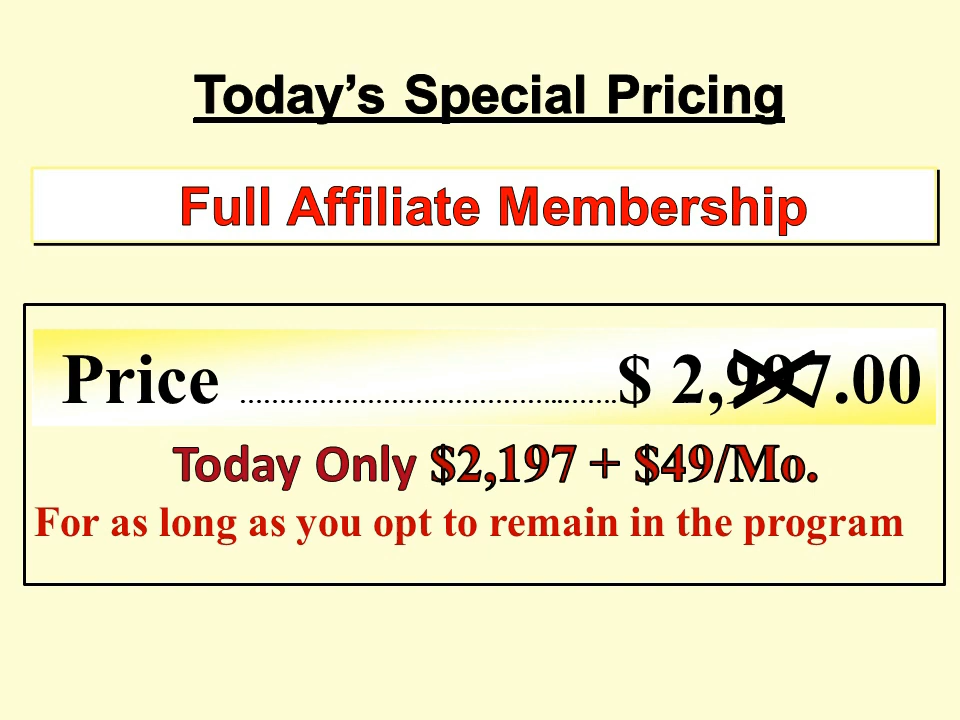 Today’s Special Pricing
Full Affiliate Membership
Price ………………………………………..…….$ 2,997.00
Today Only $2,197 + $49/Mo.
For as long as you opt to remain in the program